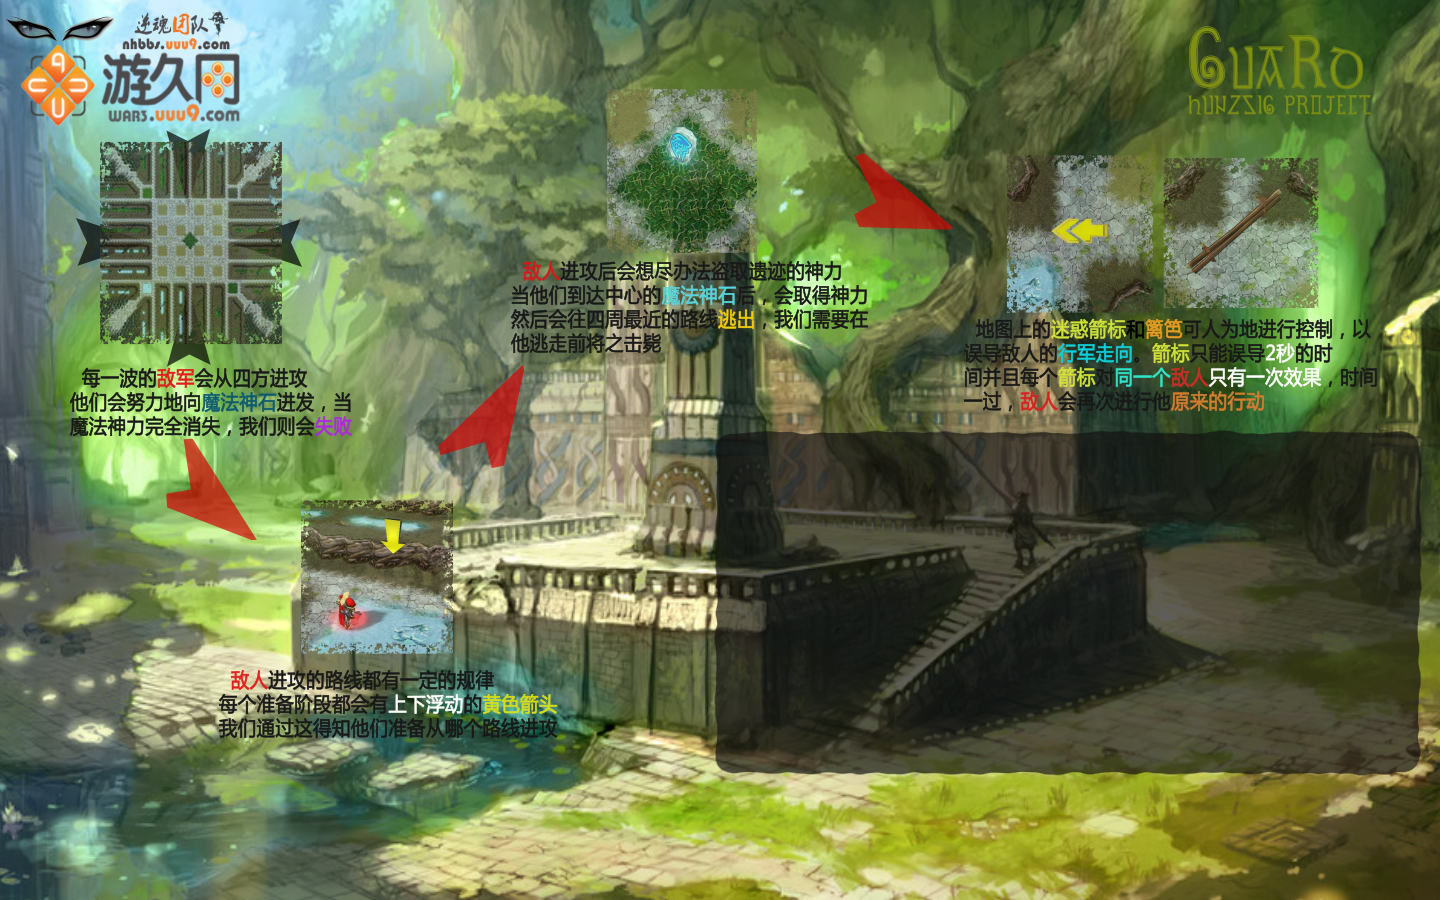 逆魂团队
nhbbs.uuu9.com
游久网
WAR3.uuu9.com
GUARD
HUNZSIG PROJECT
每一波的敌军会从四方进攻
他们会努力地向魔法神石进发，当
魔法神力完全消失，我们则会失败
敌人进攻的路线都有一定的规律
每个准备阶段都会有上下浮动的黄色箭头
我们通过这得知他们准备从哪个路线进攻
敌人进攻后会想尽办法盗取遗迹的神力
当他们到达中心的魔法神石后，会取得神力
然后会往四周最近的路线逃出，我们需要在
他逃走前将之击毙
地图上的迷惑箭标和篱笆可人为地进行控制，以
误导敌人的行军走向。箭标只能误导2秒的时
间并且每个箭标对同一个敌人只有一次效果，时间
一过，敌人会再次进行他原来的行动